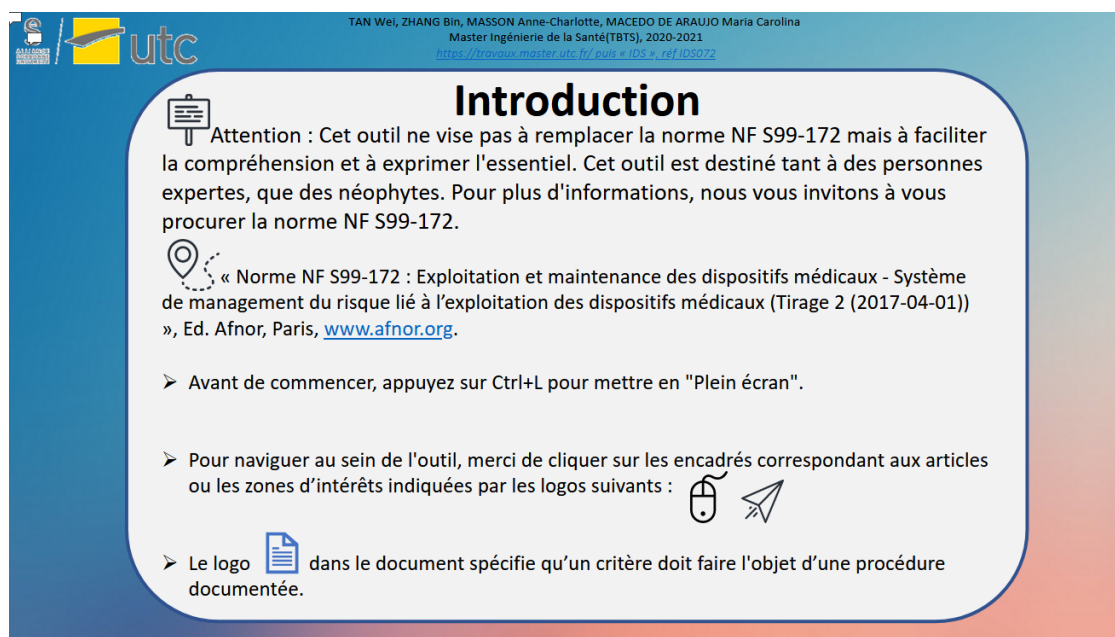 TAN Wei, ZHANG Bin, MASSON Anne-Charlotte, MACEDO DE ARAUJO Maria Carolina
Master Ingénierie de la Santé(TBTS), 2020-2021
https://travaux.master.utc.fr/ puis « IDS », réf IDS072
utc
Introduction
Attention : Cet outil ne vise pas à remplacer la norme NF S99-172 mais à faciliter
la compréhension et à exprimer l'essentiel. Cet outil est destiné tant à des personnes
expertes, que des néophytes. Pour plus d'informations, nous vous invitons à vous
procurer la norme NF S99-172.
« Norme NF S99-172 : Exploitation et maintenance des dispositifs médicaux - Système
de management du risque lié à l’exploitation des dispositifs médicaux (Tirage 2 (2017-04-01))
», Ed. Afnor, Paris, www.afnor.org.
➢ Avant de commencer, appuyez sur Ctrl+L pour mettre en "Plein écran".
➢ Pour naviguer au sein de l'outil, merci de cliquer sur les encadrés correspondant aux articles
ou les zones d’intérêts indiquées par les logos suivants :
➢ Le logo dans le document spécifie qu’un critère doit faire l'objet d’une procédure
documentée.